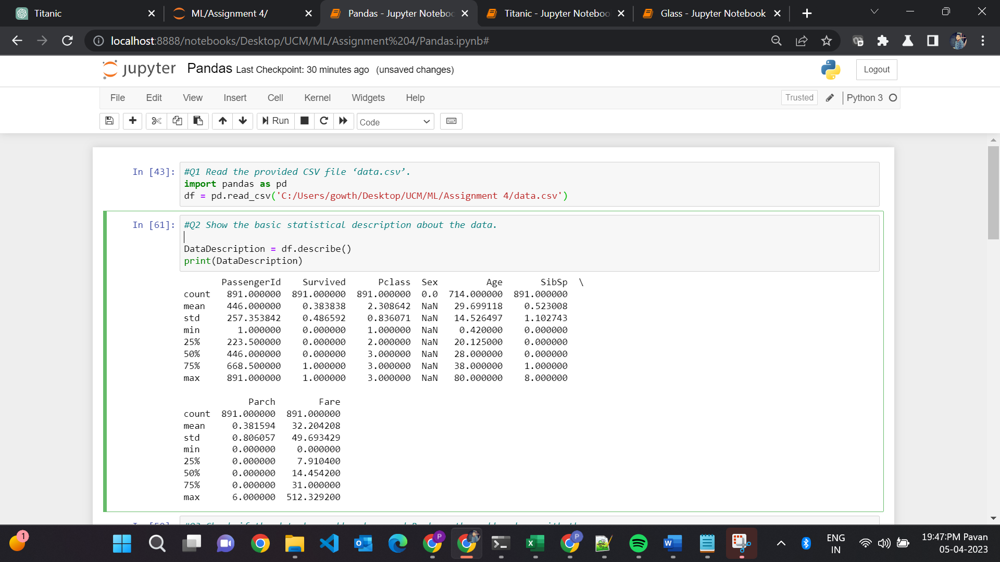 Titanic
ML/Assignment 4/
Pandas - Jupyter Noteboo
Titanic - Jupyter Noteboo
Glass - Jupyter Notebook
localhost:8888/notebooks/Desktop/UCM/ML/Assignment%204/Pandas.ipynb#
jupyter Pandas Last Checkpoint: 30 minutes ago (unsaved changes)
Logout
File Edit View Insert Cell Kernel Widgets Help
Trusted Python 3
Run Code
In [43]: #Q1 Read the provided CSV file ‘data.csv’.
import pandas as pd
df = pd.read_csv('C:/Users/gowth/Desktop/UCM/ML/Assignment 4/data.csv')
In [61]: #Q2 Show the basic statistical description about the data.
DataDescription = df.describe()
print(DataDescription)
PassengerId Survived Pclass Sex Age SibSp \
count 891.000000 891.000000 891.000000 0.0 714.000000 891.000000
mean 446.000000 0.383838 2.308642 NaN 29.699118 0.523008
std 257.353842 0.486592 0.836071 NaN 14.526497 1.102743
min 1.000000 0.000000 1.000000 NaN 0.420000 0.000000
25% 223.500000 0.000000 2.000000 NaN 20.125000 0.000000
50% 446.000000 0.000000 3.000000 NaN 28.000000 0.000000
75% 668.500000 1.000000 3.000000 NaN 38.000000 1.000000
max 891.000000 1.000000 3.000000 NaN 80.000000 8.000000
Parch Fare
count 891.000000 891.000000
mean 0.381594 32.204208
std 0.806057 49.693429
min 0.000000 0.000000
25% 0.000000 7.910400
50% 0.000000 14.454200
75% 0.000000 31.000000
max 6.000000 512.329200
1
P
P
ENG
IN
19:47:PM Pavan
05-04-2023